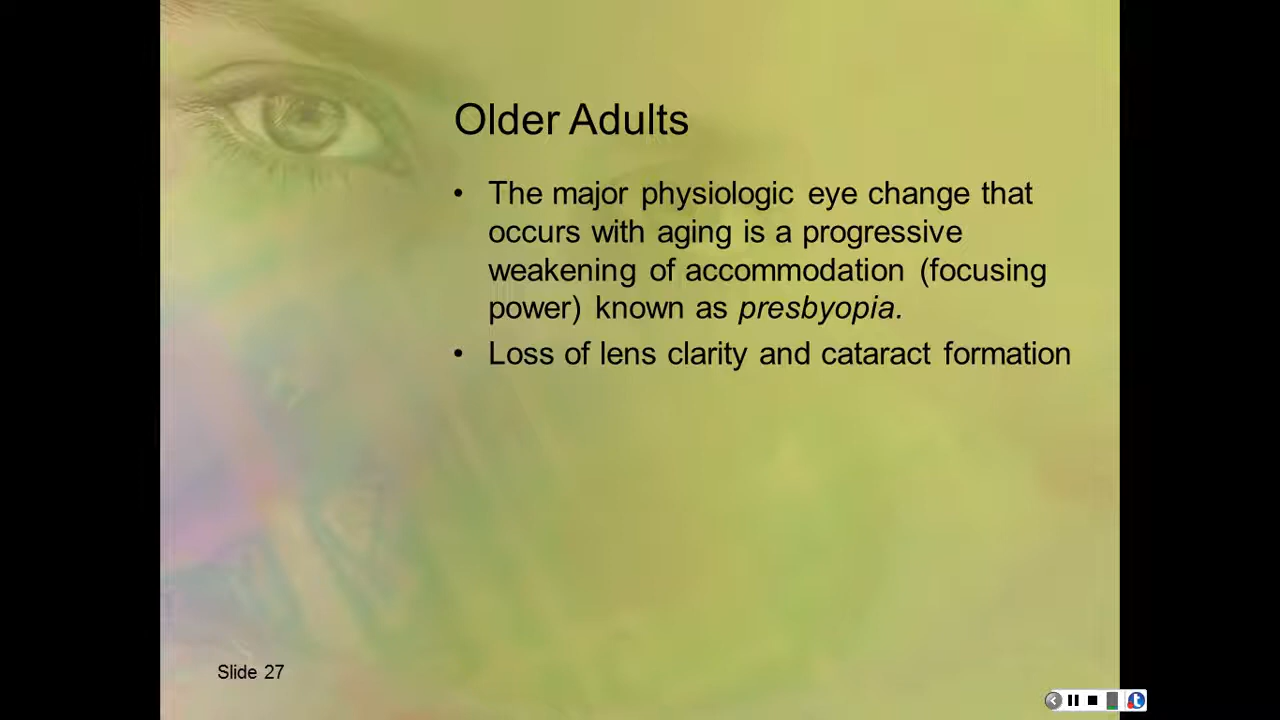 Older Adults
• The major physiologic eye change that
occurs with aging is a progressive
weakening of accommodation (focusing
power) known as presbyopia.
• Loss of lens clarity and cataract formation
Slide 27
t